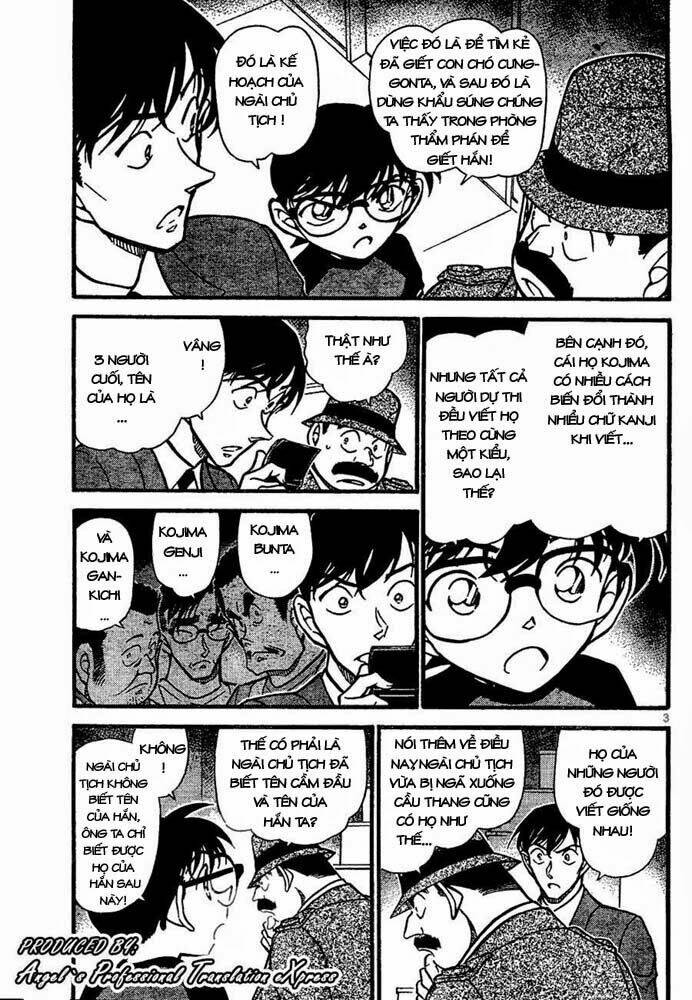 VIỆC ĐÓ LÀ ĐỂ TÌM KẺ
ĐÃ GIẾT CON CHÓ CƯNG-
GONTA, VÀ SAU ĐÓ LÀ
DÙNG KHẨU SÚNG CHÚNG
TA THẤY TRONG PHÒNG
THẨM PHÁN ĐỂ
GIẾT HẮN!
ĐÓ LÀ KẾ
HOẠCH CỦA
NGÀI CHỦ
TỊCH !
BÊN CẠNH ĐÓ,
CÁI HỌ KOJIMA
CÓ NHIỀU CÁCH
BIẾN ĐỔI THÀNH
NHIỀU CHỮ KANJI
KHI VIẾT...
NHƯNG TẤT CẢ
NGƯỜI DỰ THI
ĐỀU VIẾT HỌ
THEO CÙNG
MỘT KIỂU,
SAO LẠI
THẾ?
THẬT NHƯ
THẾ À?
VÂNG
!
3 NGƯỜI
CUỐI, TÊN
CỦA HỌ LÀ
...
KOJIMA
BUNTA
...
KOJIMA
GENJI
...
VÀ
KOJIMA
GAN-
KICHI
3
HỌ CỦA
NHỮNG NGƯỜI
ĐÓ ĐƯỢC
VIẾT GIỐNG
NHAU!
NÓI THÊM VỀ ĐIỀU
NAY,NGÀI CHỦ TỊCH
VỪA BỊ NGÃ XUỐNG
CẦU THANG CŨNG
CÓ HỌ NHƯ
THẾ...
THẾ CÓ PHẢI LÀ
NGÀI CHỦ TỊCH ĐÃ
BIẾT TÊN CẦM ĐẦU
VÀ TÊN CỦA
HẮN TA?
KHÔNG
!
NGÀI CHỦ
TỊCH KHÔNG
BIẾT TÊN
CỦA HẮN,
ÔNG TA CHỈ
BIẾT ĐƯỢC
HỌ CỦA
HẮN SAU
NÀY!
PRODUCED BY:
Angel`s Professional Translation eXpress